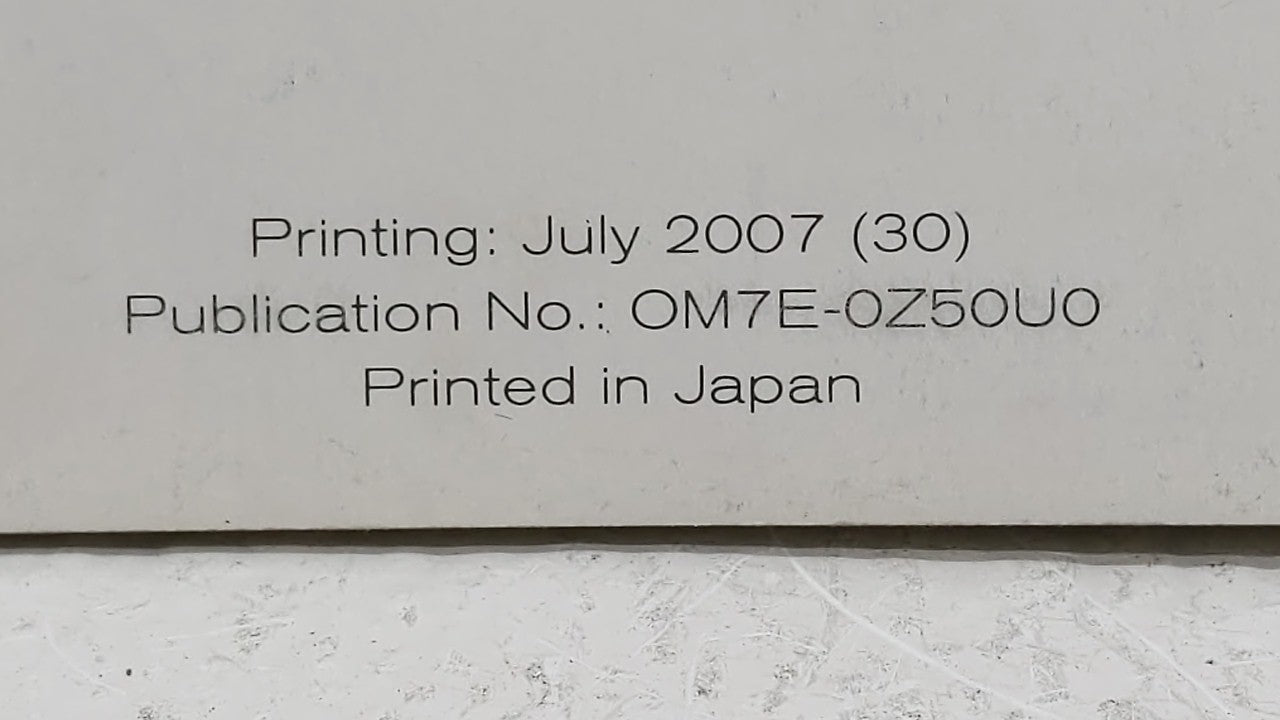 Printing: July 2007 (30)
Publication No.: OM7E-0Z50U0
Printed in Japan